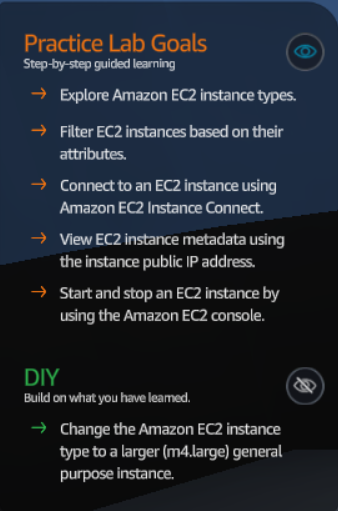 Practice Lab Goals
Step-by-step guided learning
→ Explore Amazon EC2 instance types.
→ Filter EC2 instances based on their
attributes.
→ Connect to an EC2 instance using
Amazon EC2 Instance Connect.
→ View EC2 instance metadata using
the instance public IP address.
→ Start and stop an EC2 instance by
using the Amazon EC2 console.
DIY
Build on what you have learned.
→ Change the Amazon EC2 instance
type to a larger (m4.large) general
purpose instance.